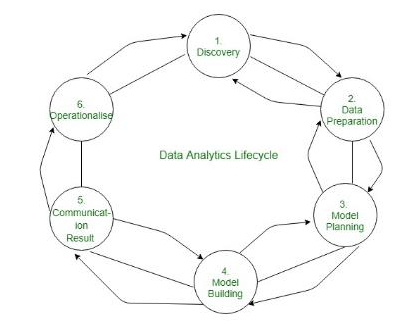 1.
Discovery
2.
Data
Preparation
3.
Model
Planning
4.
Model
Building
5.
Communicat-
ion
Result
6.
Operationalise
Data Analytics Lifecycle